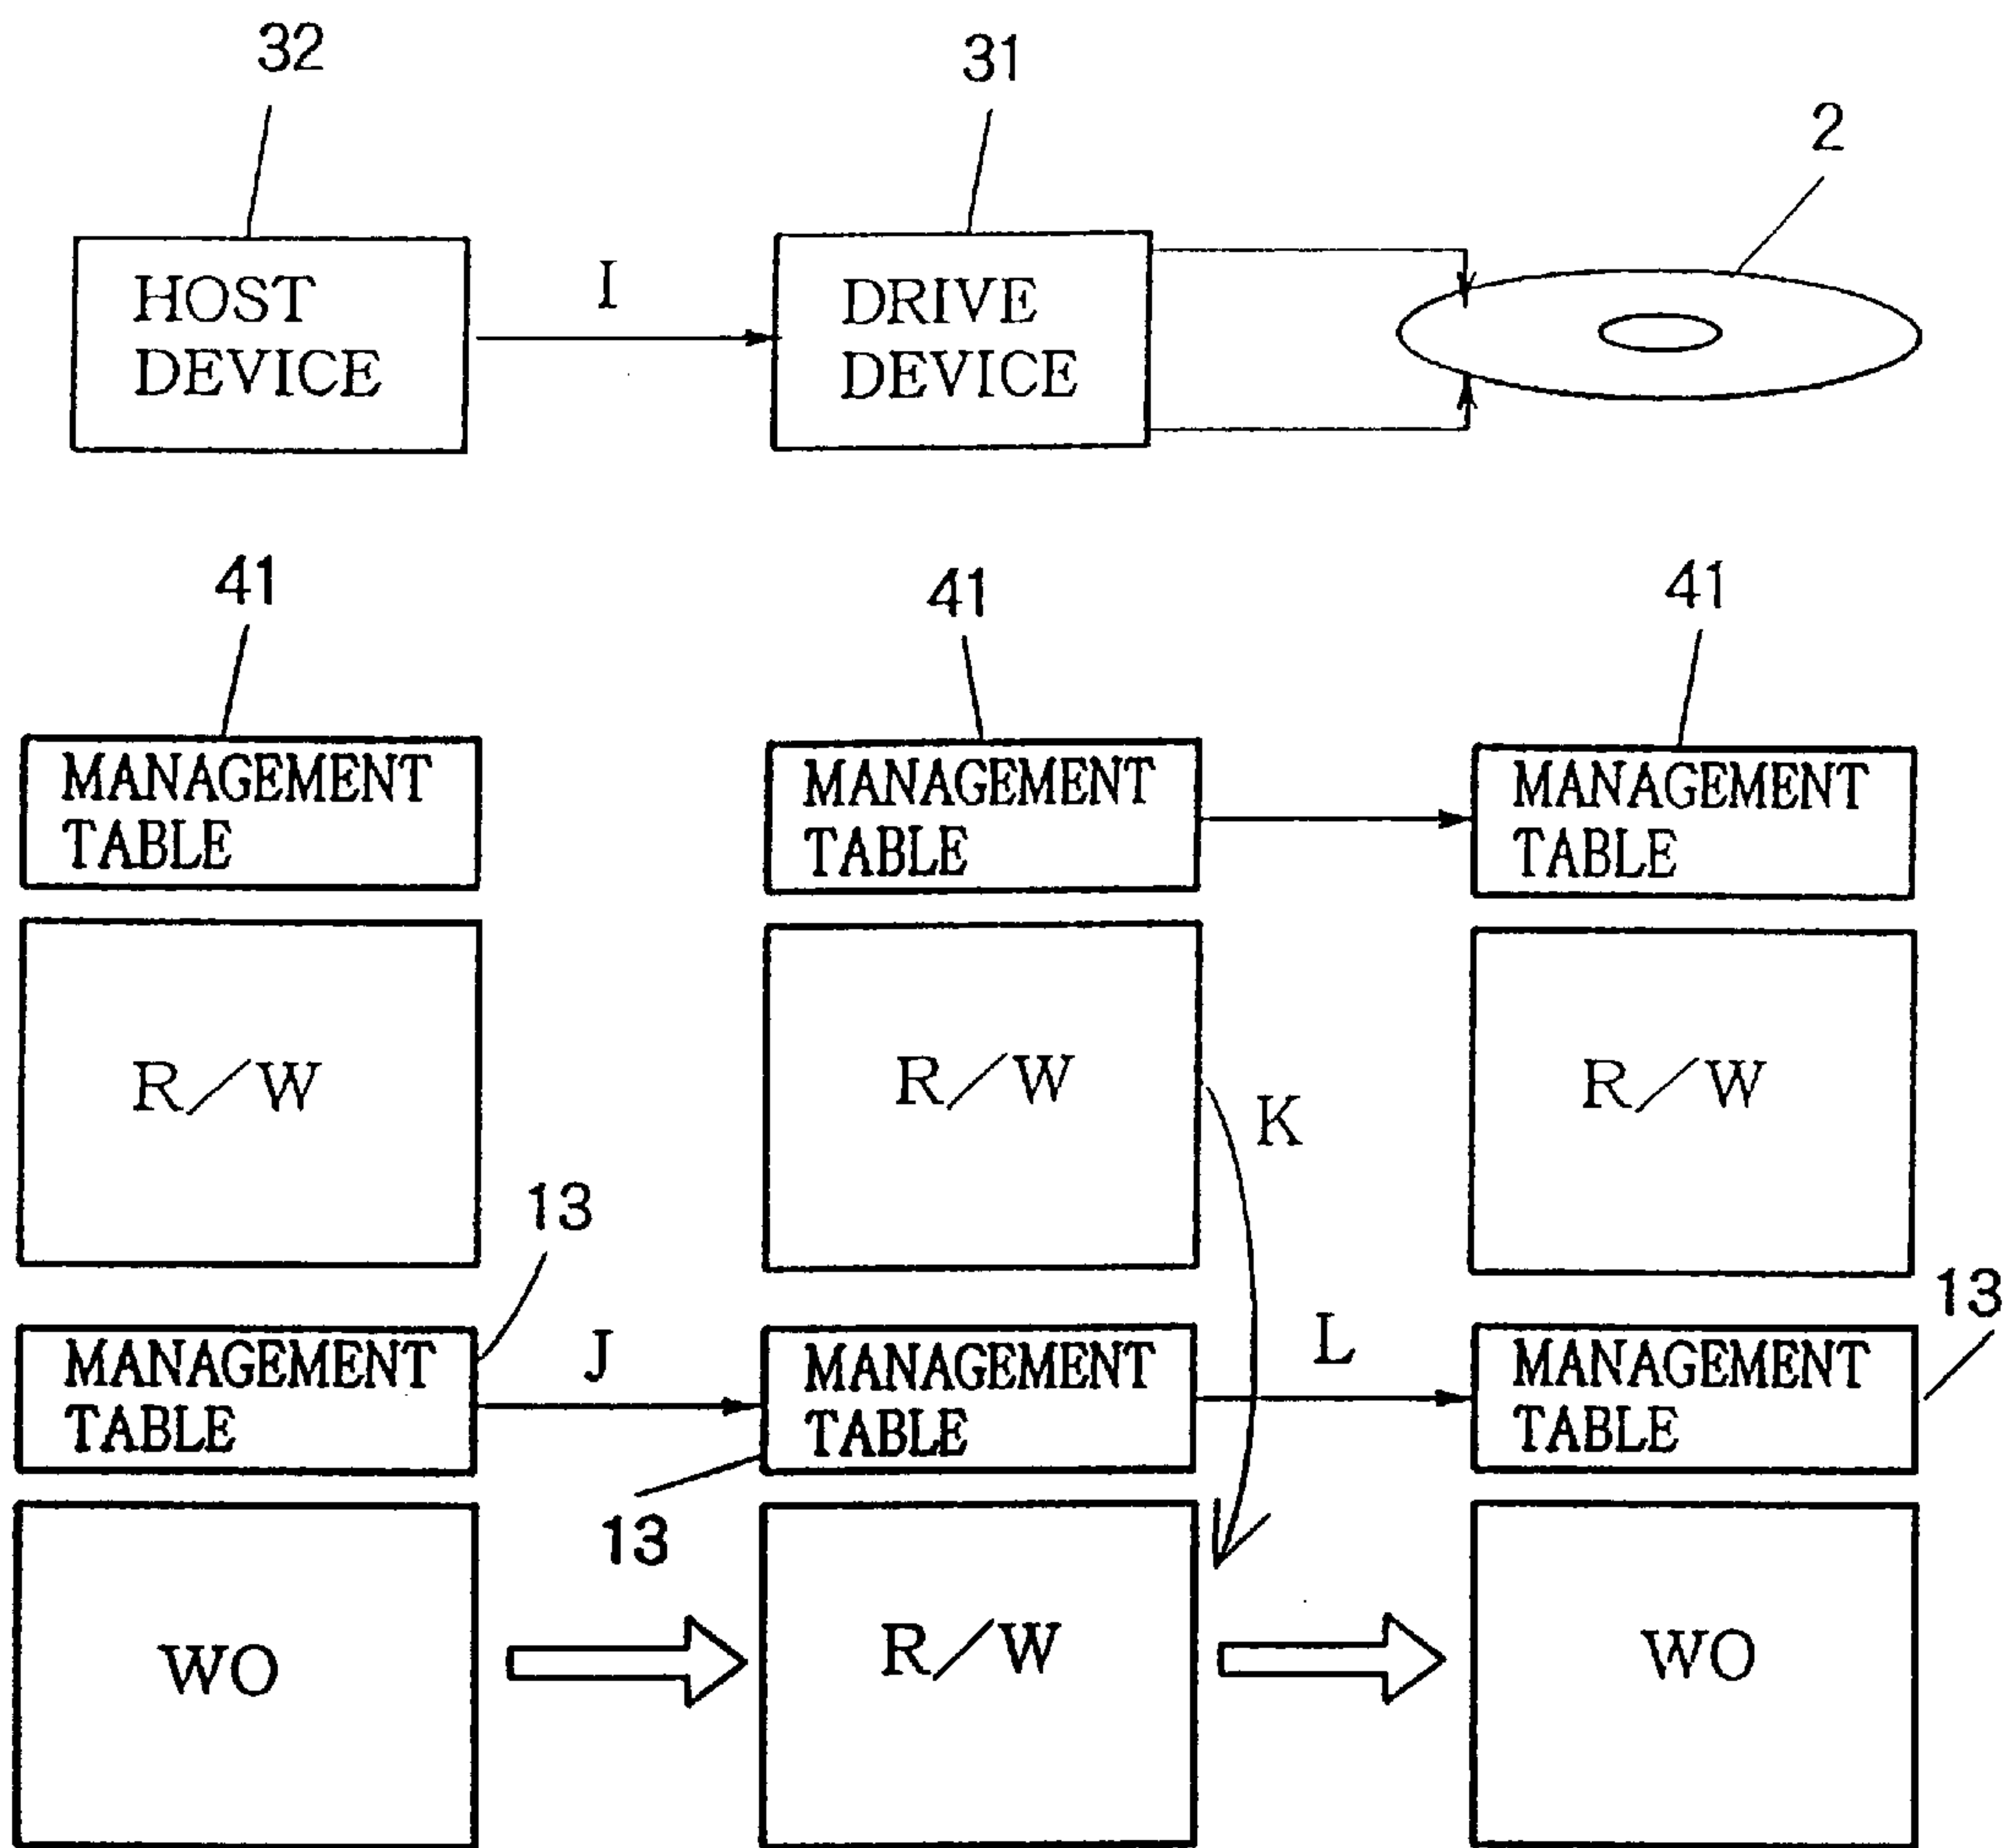 32
31
2
HOST
DEVICE
I
DRIVE
DEVICE
41
41
41
MANAGEMENT
TABLE
MANAGEMENT
TABLE
MANAGEMENT
TABLE
R/W
R/W
K
R/W
13
13
MANAGEMENT
TABLE
J
MANAGEMENT
TABLE
L
MANAGEMENT
TABLE
13
WO
R/W
WO